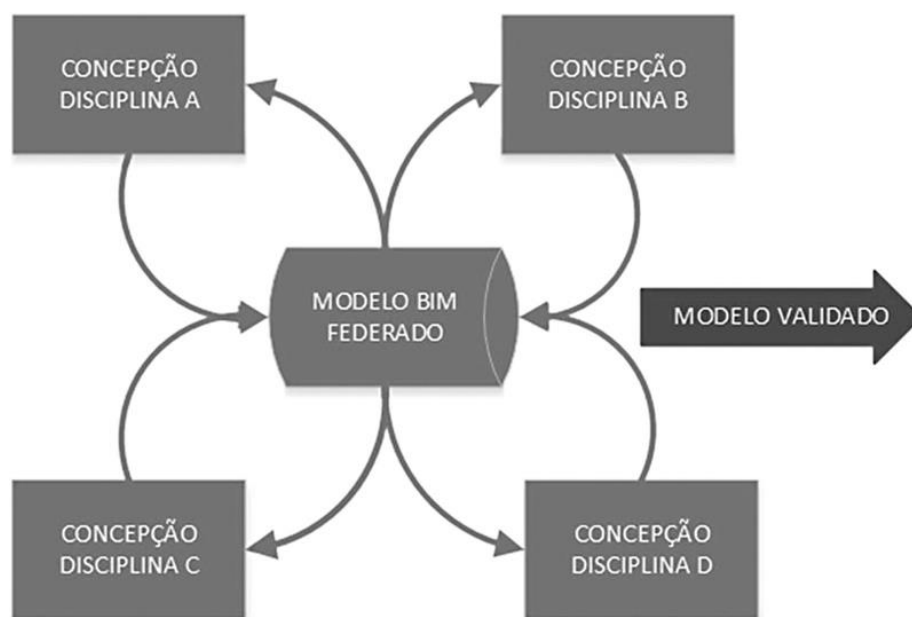 CONCEPÇÃO
DISCIPLINA A
CONCEPÇÃO
DISCIPLINA B
MODELO BIM
FEDERADO
MODELO VALIDADO
CONCEPÇÃO
DISCIPLINA C
CONCEPÇÃO
DISCIPLINA D